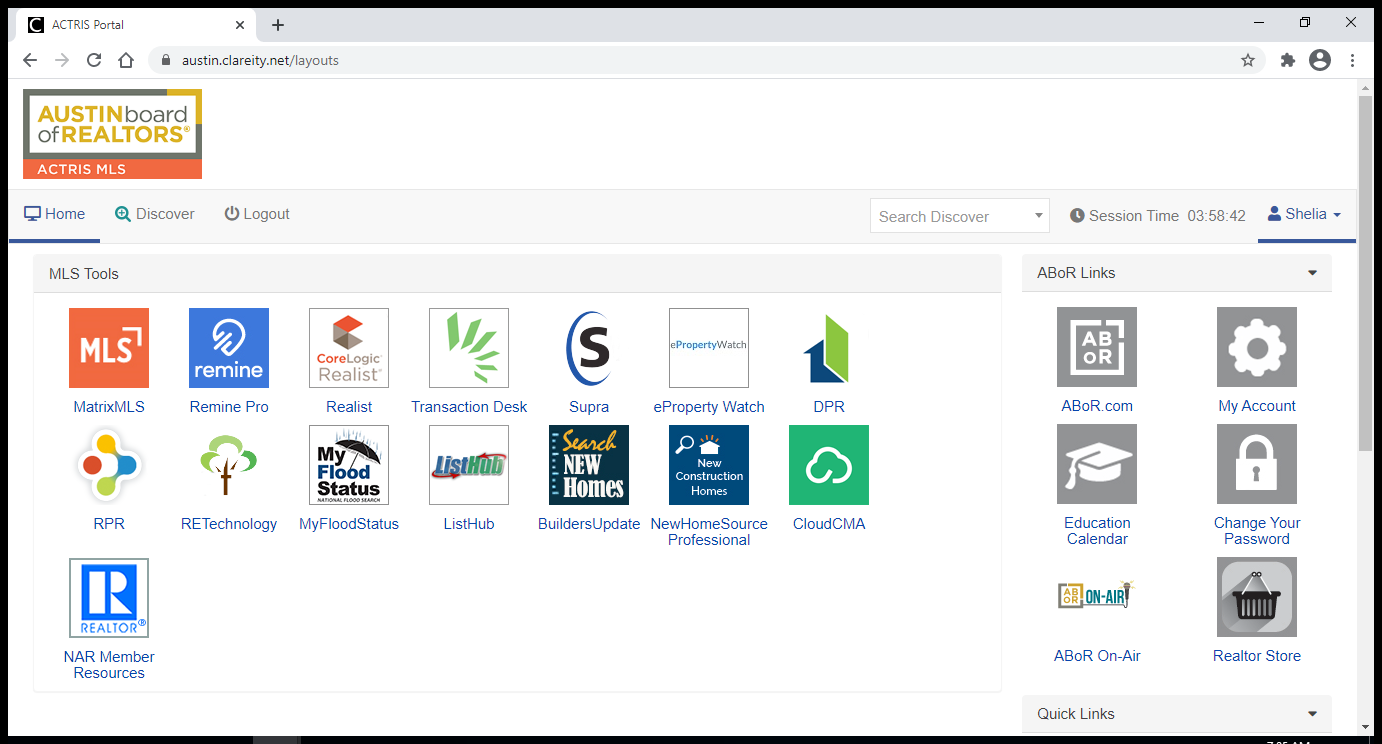 ACTRIS Portal
austin.clareity.net/layouts
AUSTINboard
of REALTORS®
ACTRIS MLS
Home
Discover
Logout
Search Discover
Session Time 03:58:42
Shelia
MLS Tools
MLS
remine
CoreLogic
Realist
S
ePropertyWatch
MatrixMLS
Remine Pro
Realist
Transaction Desk
Supra
eProperty Watch
DPR
My
Flood
Status
NATIONAL FLOOD SEARCH
ListHub
Search
NEW
Homes
New
Construction
Homes
RPR
RETechnology
MyFloodStatus
ListHub
BuildersUpdate
NewHomeSource
Professional
CloudCMA
R
REALTOR®
NAR Member
Resources
ABoR Links
AB
OR
ABoR.com
My Account
Education
Calendar
Change Your
Password
AB
OR
ON-AIR
ABoR On-Air
Realtor Store
Quick Links